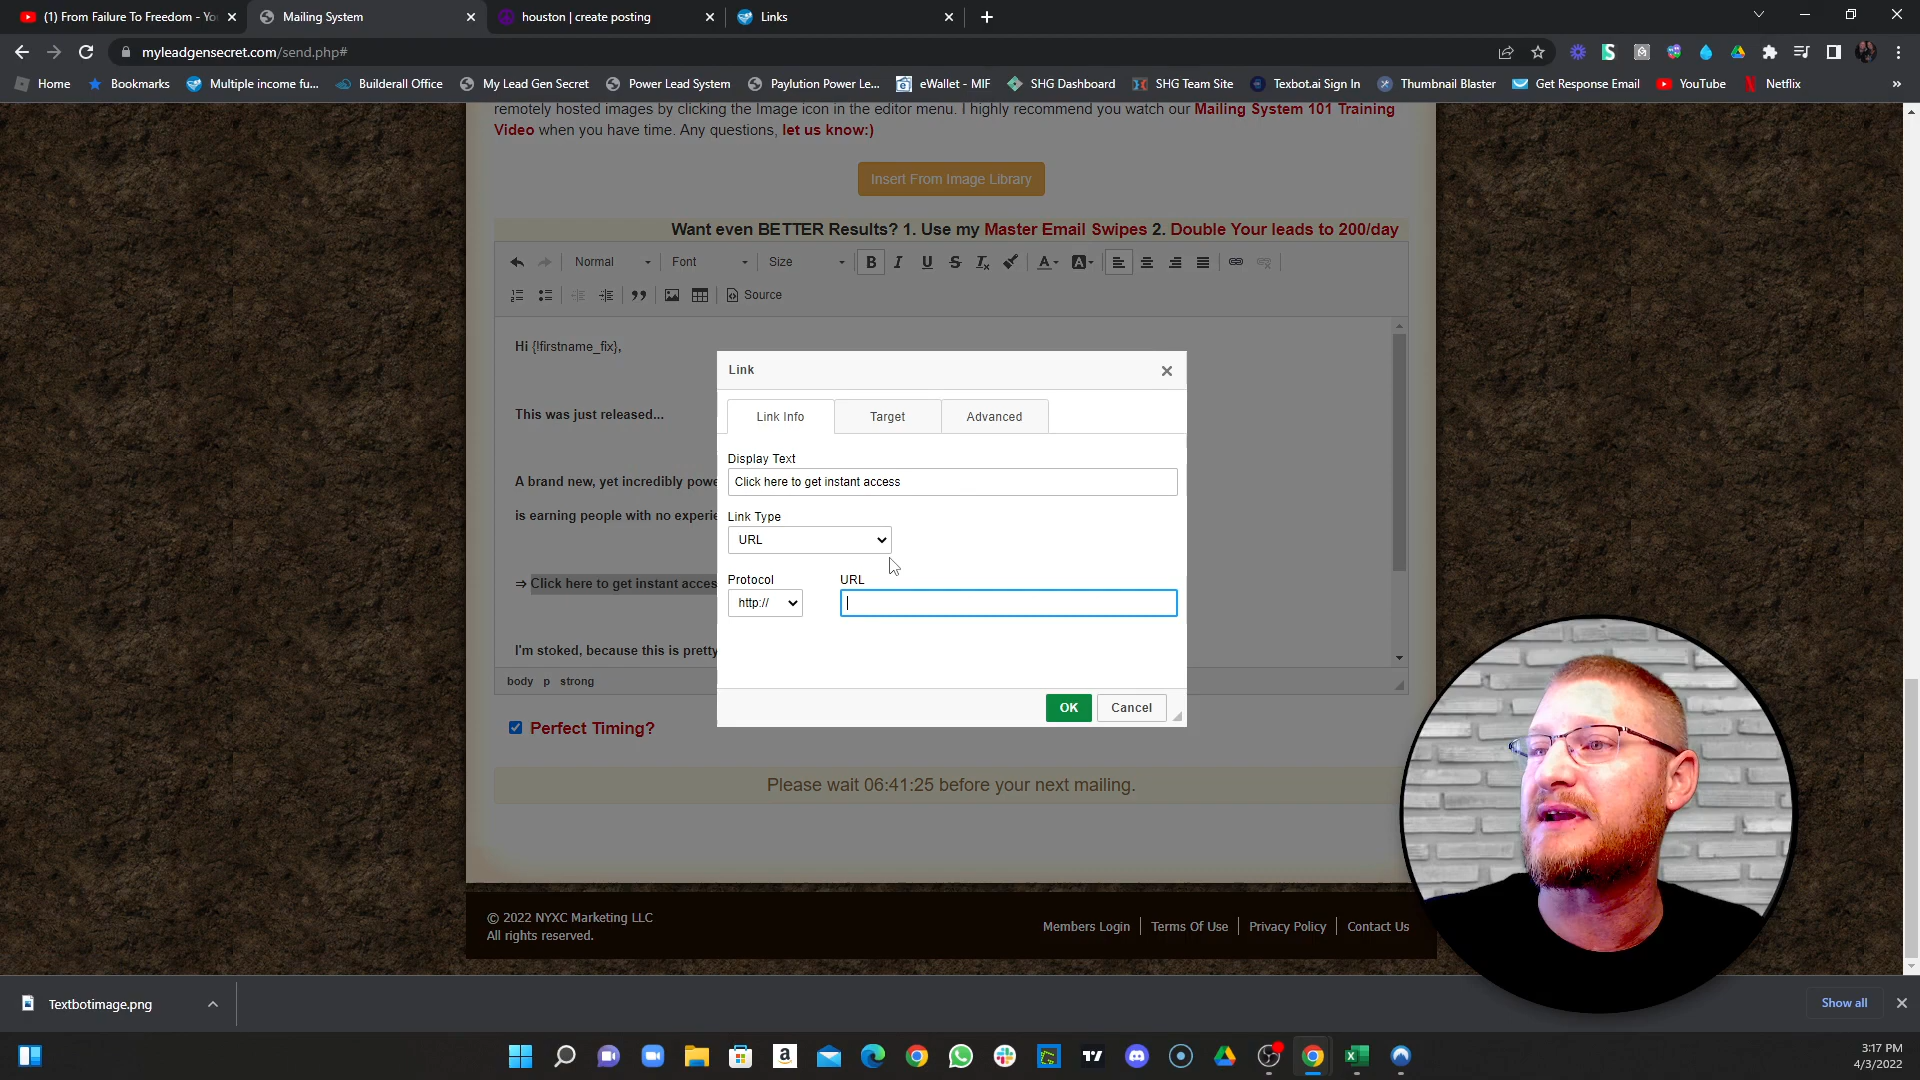 (1) From Failure To Freedom - Yo
Mailing System
houston | create posting
Links
myleadgensecret.com/send.php#
Home
Bookmarks
Multiple income fu...
Builderall Office
My Lead Gen Secret
Power Lead System
Paylution Power Le...
eWallet - MIF
SHG Dashboard
SHG Team Site
Texbot.ai Sign In
Thumbnail Blaster
Get Response Email
YouTube
Netflix
»
remotely hosted images by clicking the Image icon in the editor menu. I highly recommend you watch our Mailing System 101 Training
Video when you have time. Any questions, let us know:)
Insert From Image Library
Want even BETTER Results? 1. Use my Master Email Swipes 2. Double Your leads to 200/day
Normal
Font
Size
B I U S
Source
Hi {!firstname_fix},
This was just released...
A brand new, yet incredibly powe
is earning people with no experie
⇒ Click here to get instant acces
I'm stoked, because this is pretty
body p strong
Link
Link Info
Target
Advanced
Display Text
Click here to get instant access
Link Type
URL
Protocol
URL
http://
OK
Cancel
Perfect Timing?
Please wait 06:41:25 before your next mailing.
© 2022 NYXC Marketing LLC
All rights reserved.
Members Login
Terms Of Use
Privacy Policy
Contact Us
Textbotimage.png
Show all
3:17 PM
4/3/2022